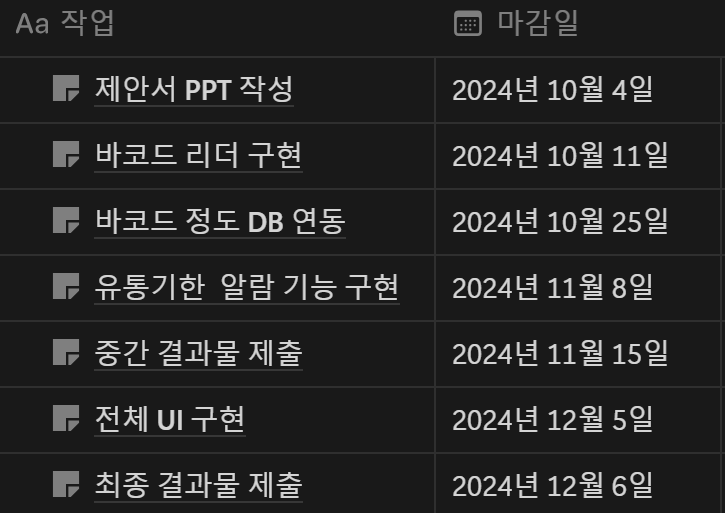 Aa 작업 마감일
제안서 PPT 작성 2024년 10월 4일
바코드 리더 구현 2024년 10월 11일
바코드 정도 DB 연동 2024년 10월 25일
유통기한  알람 기능 구현 2024년 11월 8일
중간 결과물 제출 2024년 11월 15일
전체 UI 구현 2024년 12월 5일
최종 결과물 제출 2024년 12월 6일